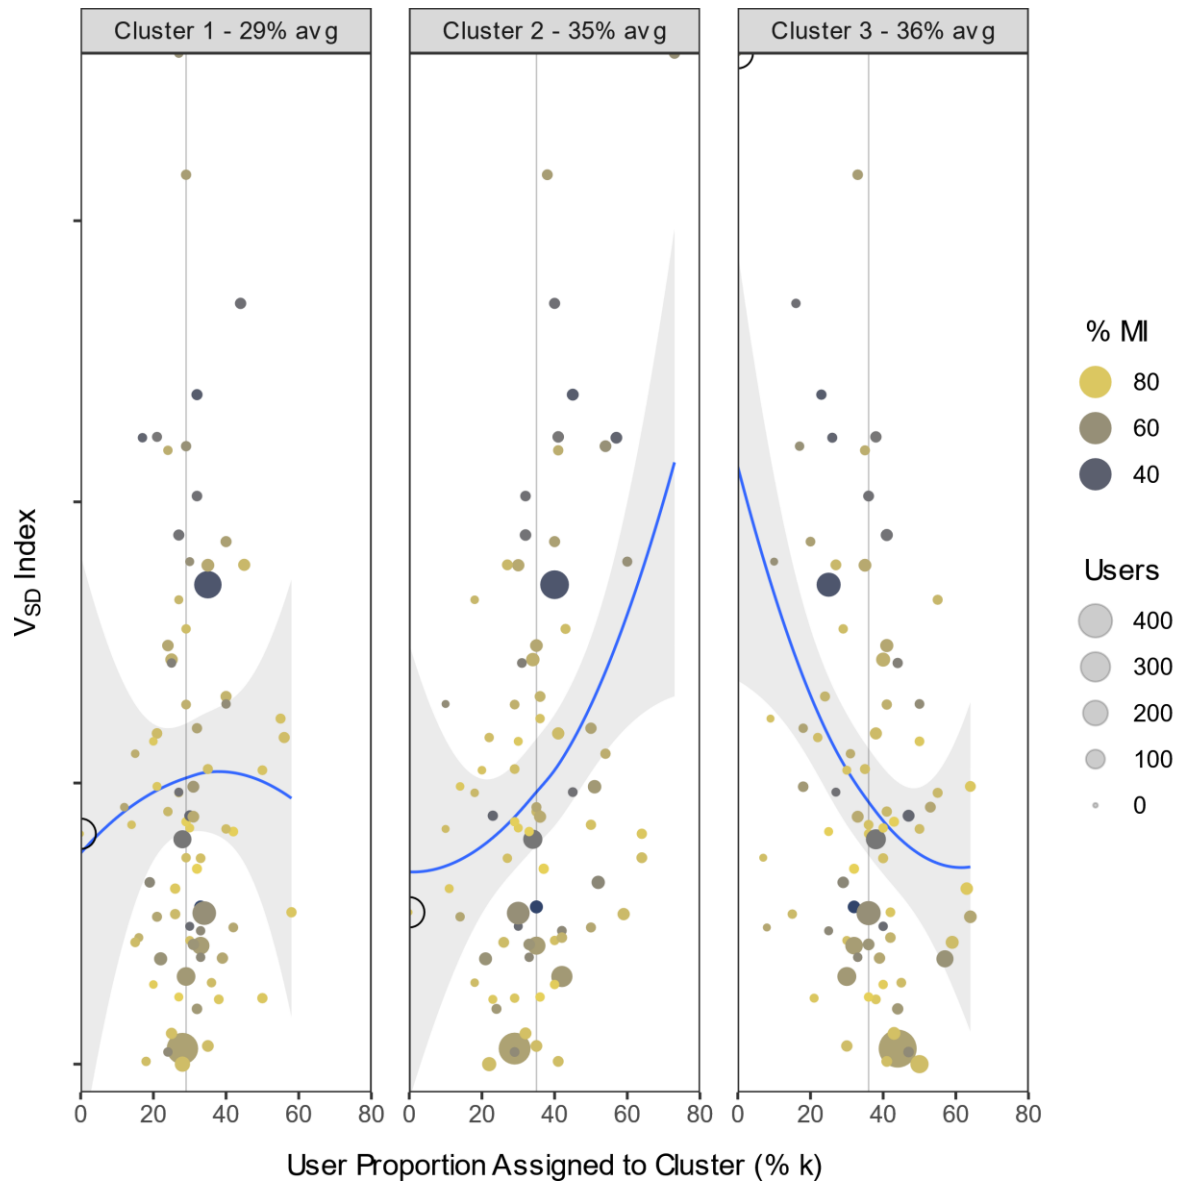 Cluster 1 - 29% avg
Cluster 2 - 35% avg
Cluster 3 - 36% avg
V_SD Index
0 20 40 60 80
0 20 40 60 80
0 20 40 60 80
User Proportion Assigned to Cluster (% k)
% MI
80
60
40
Users
400
300
200
100
0